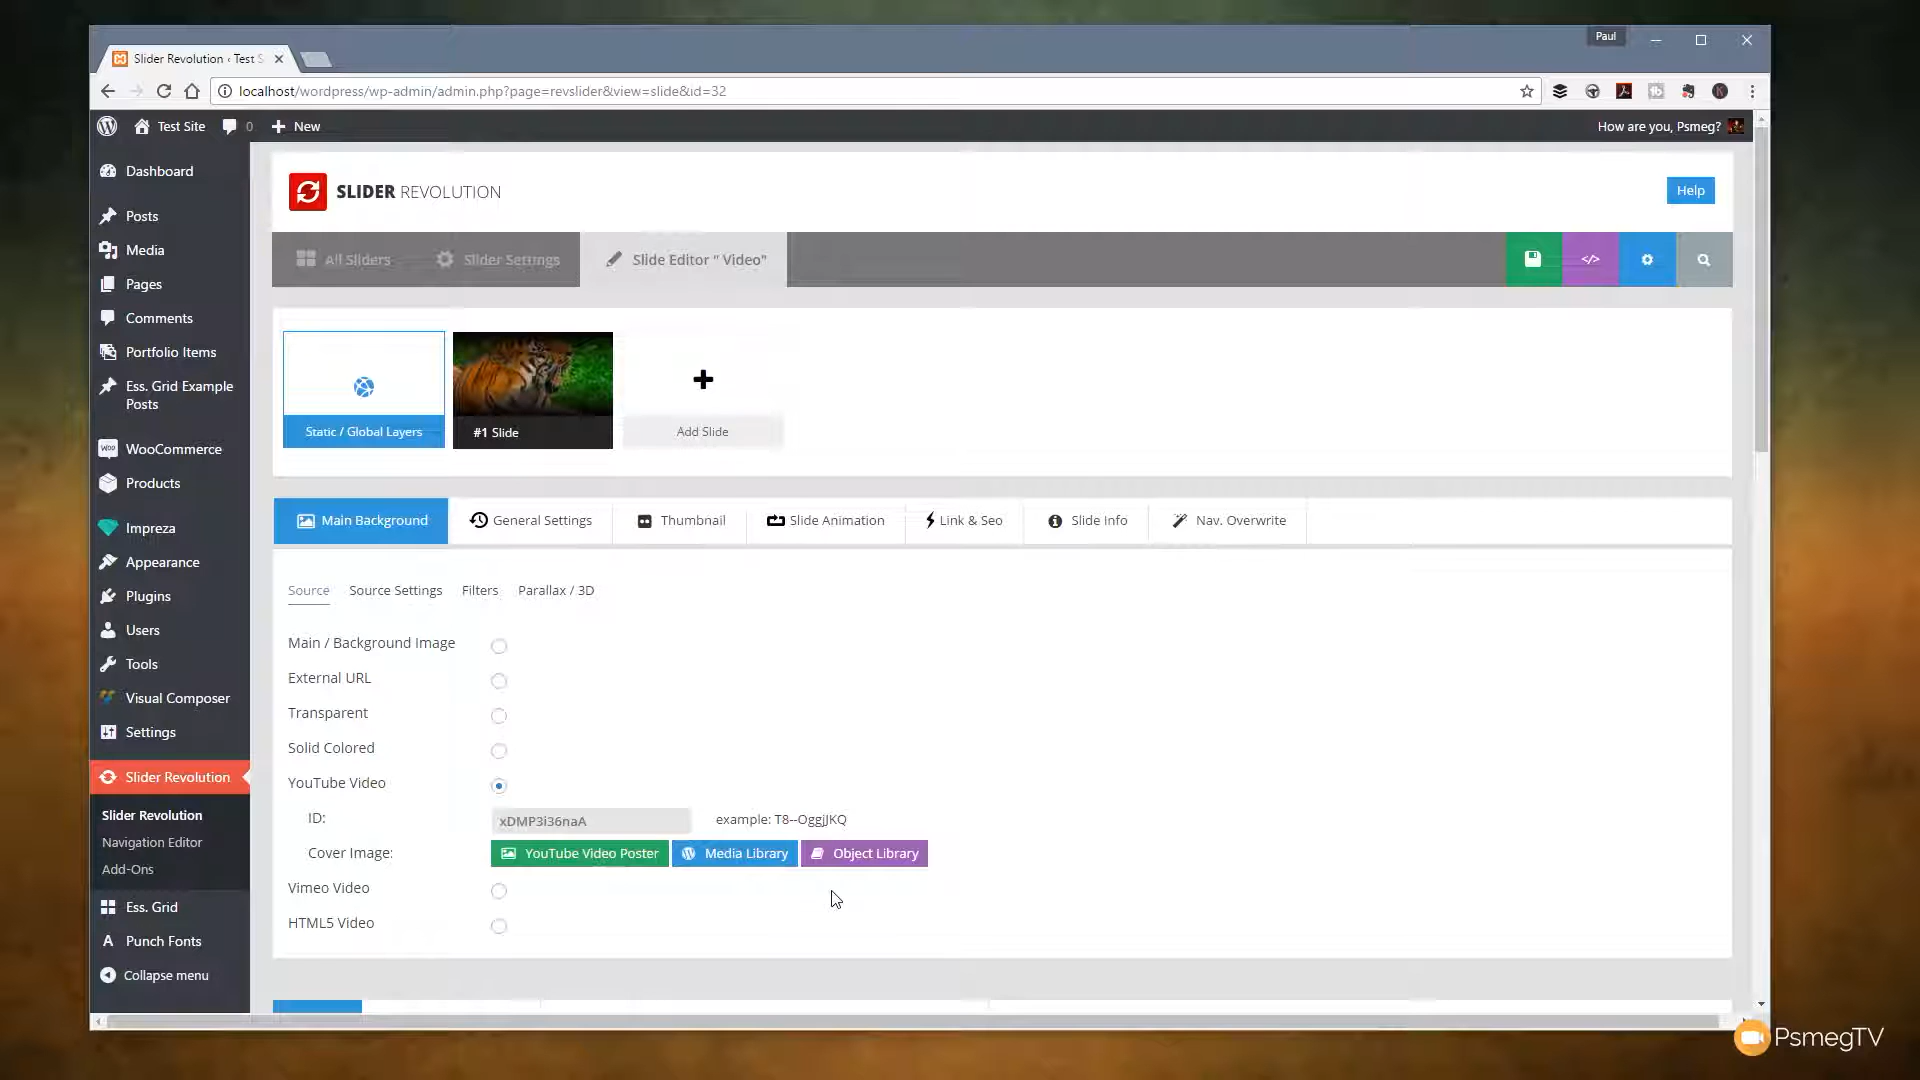 Paul
Slider Revolution ‹ Test S
localhost/wordpress/wp-admin/admin.php?page=revslider&view=slide&id=32
Test Site
0
New
How are you, Psmeg?
Dashboard
Posts
Media
Pages
Comments
Portfolio Items
Ess. Grid Example
Posts
WooCommerce
Products
Impreza
Appearance
Plugins
Users
Tools
Visual Composer
Settings
Slider Revolution
Slider Revolution
Navigation Editor
Add-Ons
Ess. Grid
Punch Fonts
Collapse menu
SLIDER REVOLUTION
Help
All Sliders
Slider Settings
Slide Editor " Video"
</>
Static / Global Layers
#1 Slide
Add Slide
Main Background
General Settings
Thumbnail
Slide Animation
Link & Seo
Slide Info
Nav. Overwrite
Source
Source Settings
Filters
Parallax / 3D
Main / Background Image
External URL
Transparent
Solid Colored
YouTube Video
ID:
xDMP3i36naA
example: T8--OggjJKQ
Cover Image:
YouTube Video Poster
Media Library
Object Library
Vimeo Video
HTML5 Video
PsmegTV